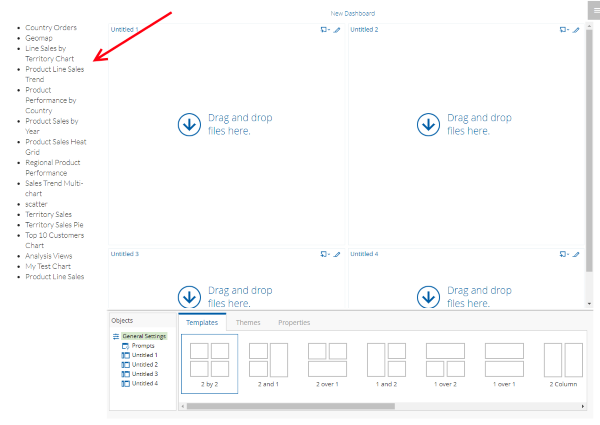 New Dashboard
Country Orders
Geomap
Line Sales by
Territory Chart
Product Line Sales
Trend
Product
Performance by
Country
Product Sales by
Year
Product Sales Heat
Grid
Regional Product
Performance
Sales Trend Multi-
chart
scatter
Territory Sales
Territory Sales Pie
Top 10 Customers
Chart
Analysis Views
My Test Chart
Product Line Sales
Untitled 1
Drag and drop
files here.
Untitled 2
Drag and drop
files here.
Untitled 3
Drag and drop
files here.
Untitled 4
Drag and drop
files here.
Objects
General Settings
Prompts
Untitled 1
Untitled 2
Untitled 3
Untitled 4
Templates Themes Properties
2 by 2 2 and 1 2 over 1 1 and 2 1 over 2 1 over 1 2 Column